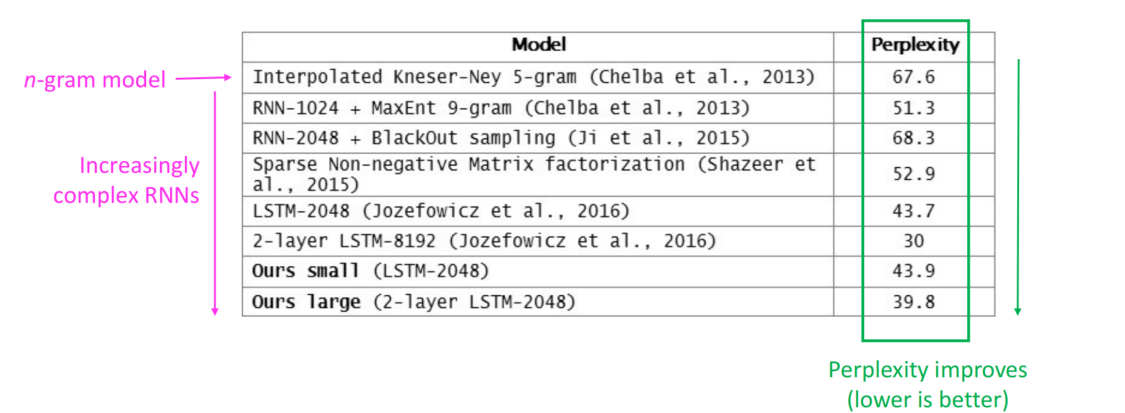 Model Perplexity
n-gram model
Interpolated Kneser-Ney 5-gram (Chelba et al., 2013) 67.6
RNN-1024 + MaxEnt 9-gram (Chelba et al., 2013) 51.3
RNN-2048 + BlackOut sampling (Ji et al., 2015) 68.3
Increasingly
complex RNNs
Sparse Non-negative Matrix factorization (Shazeer et
al., 2015) 52.9
LSTM-2048 (Jozefowicz et al., 2016) 43.7
2-layer LSTM-8192 (Jozefowicz et al., 2016) 30
Ours small (LSTM-2048) 43.9
Ours large (2-layer LSTM-2048) 39.8
Perplexity improves
(lower is better)